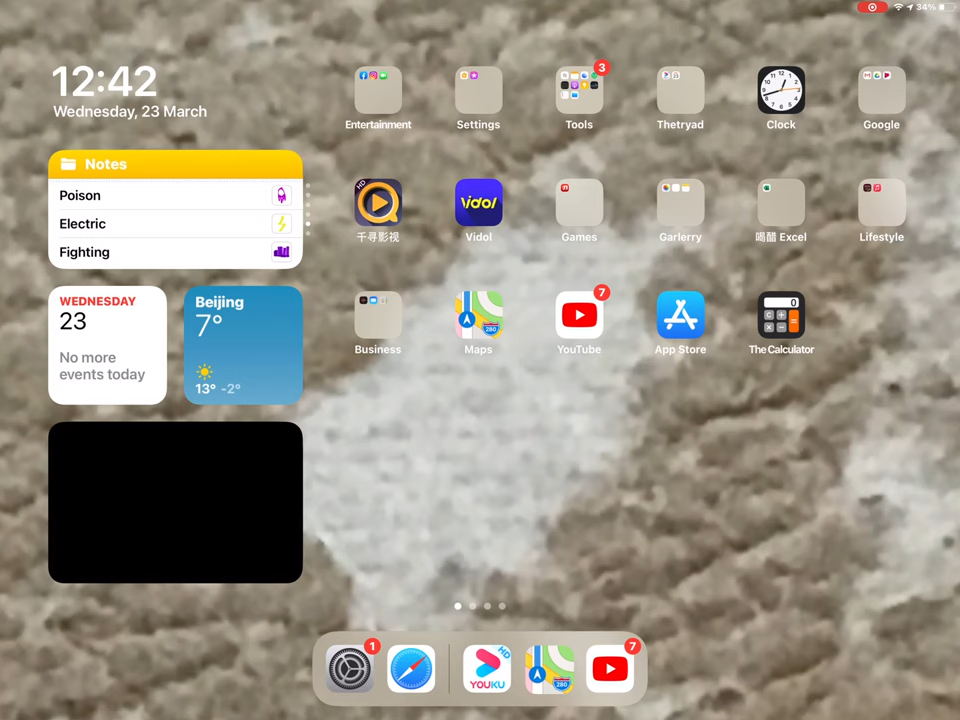 34%
12:42
Wednesday, 23 March
Notes
Poison
Electric
Fighting
WEDNESDAY
23
No more
events today
Beijing
7°
13° -2°
3
Entertainment
Settings
Tools
Thetryad
Clock
Google
HD
千寻影视
Vidol
Vidol
Games
Garlerry
喝醋 Excel
Lifestyle
7
280
0
Business
Maps
YouTube
App Store
The Calculator
1
HD
YOUKU
280
7